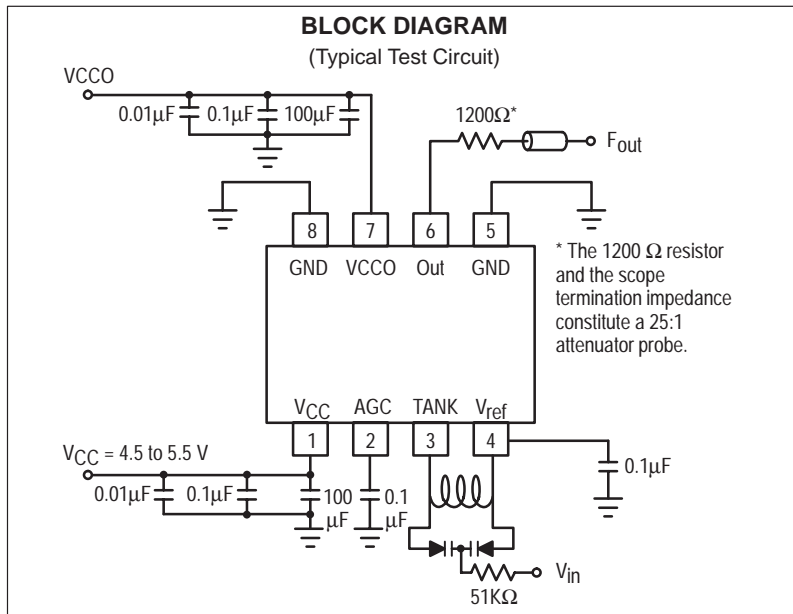 BLOCK DIAGRAM
(Typical Test Circuit)
VCCO
0.01µF
0.1µF
100µF
1200Ω*
Fout
8
7
6
5
GND
VCCO
Out
GND
* The 1200 Ω resistor
and the scope
termination impedance
constitute a 25:1
attenuator probe.
VCC
AGC
TANK
Vref
1
2
3
4
VCC = 4.5 to 5.5 V
0.01µF
0.1µF
100
µF
0.1
µF
0.1µF
Vin
51KΩ